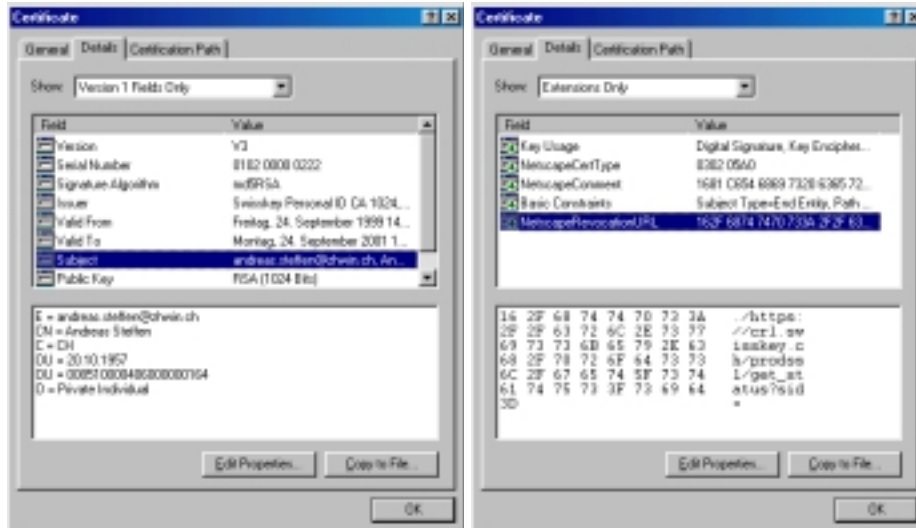 Certificate
General Details Certification Path
Show: Version 1 Fields Only
Field Value
Version V3
Serial Number 0102 0000 0222
Signature Algorithm md5RSA
Issuer Swisskey Personal ID CA 1024,...
Valid From Freitag, 24. September 1999 14...
Valid To Montag, 24. September 2001 1...
Subject andreas.steffen@zhwin.ch, An...
Public Key RSA (1024 Bits)
E = andreas.steffen@zhwin.ch
CN = Andreas Steffen
C = CH
OU = 20.10.1957
OU =
O = Private Individual
Edit Properties... Copy to File...
OK
Certificate
General Details Certification Path
Show: Extensions Only
Field Value
Key Usage Digital Signature, Key Encipher...
NetscapeCertType 0302 05A0
NetscapeComment 1681 C654 6869 7320 6365 72...
Basic Constraints Subject Type=End Entity, Path ...
NetscapeRevocationURL 162F 6874 7470 733A 2F2F 63...
16 2F 68 74 74 70 73 3A ./https:
2F 2F 63 72 6C 2E 73 77 //crl.sw
69 73 73 6B 65 79 2E 63 isskey.c
68 2F 70 72 6F 64 73 73 h/prodss
6C 2F 67 65 74 5F 73 74 l/get_st
61 74 75 73 3F 73 69 64 atus?sid
3D =
Edit Properties... Copy to File...
OK